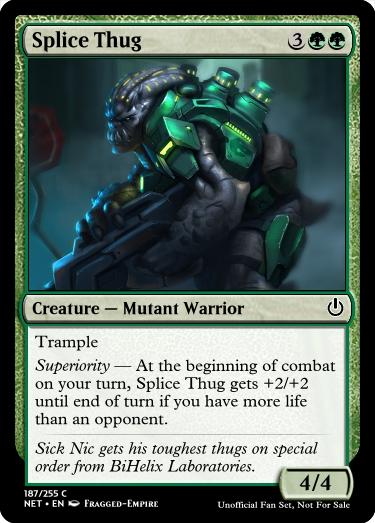 Splice Thug 3
Creature — Mutant Warrior
Trample
Superiority — At the beginning of combat
on your turn, Splice Thug gets +2/+2
until end of turn if you have more life
than an opponent.
Sick Nic gets his toughest thugs on special
order from BiHelix Laboratories.
4/4
187/255 C
NET • EN Fragged-Empire
Unofficial Fan Set, Not For Sale